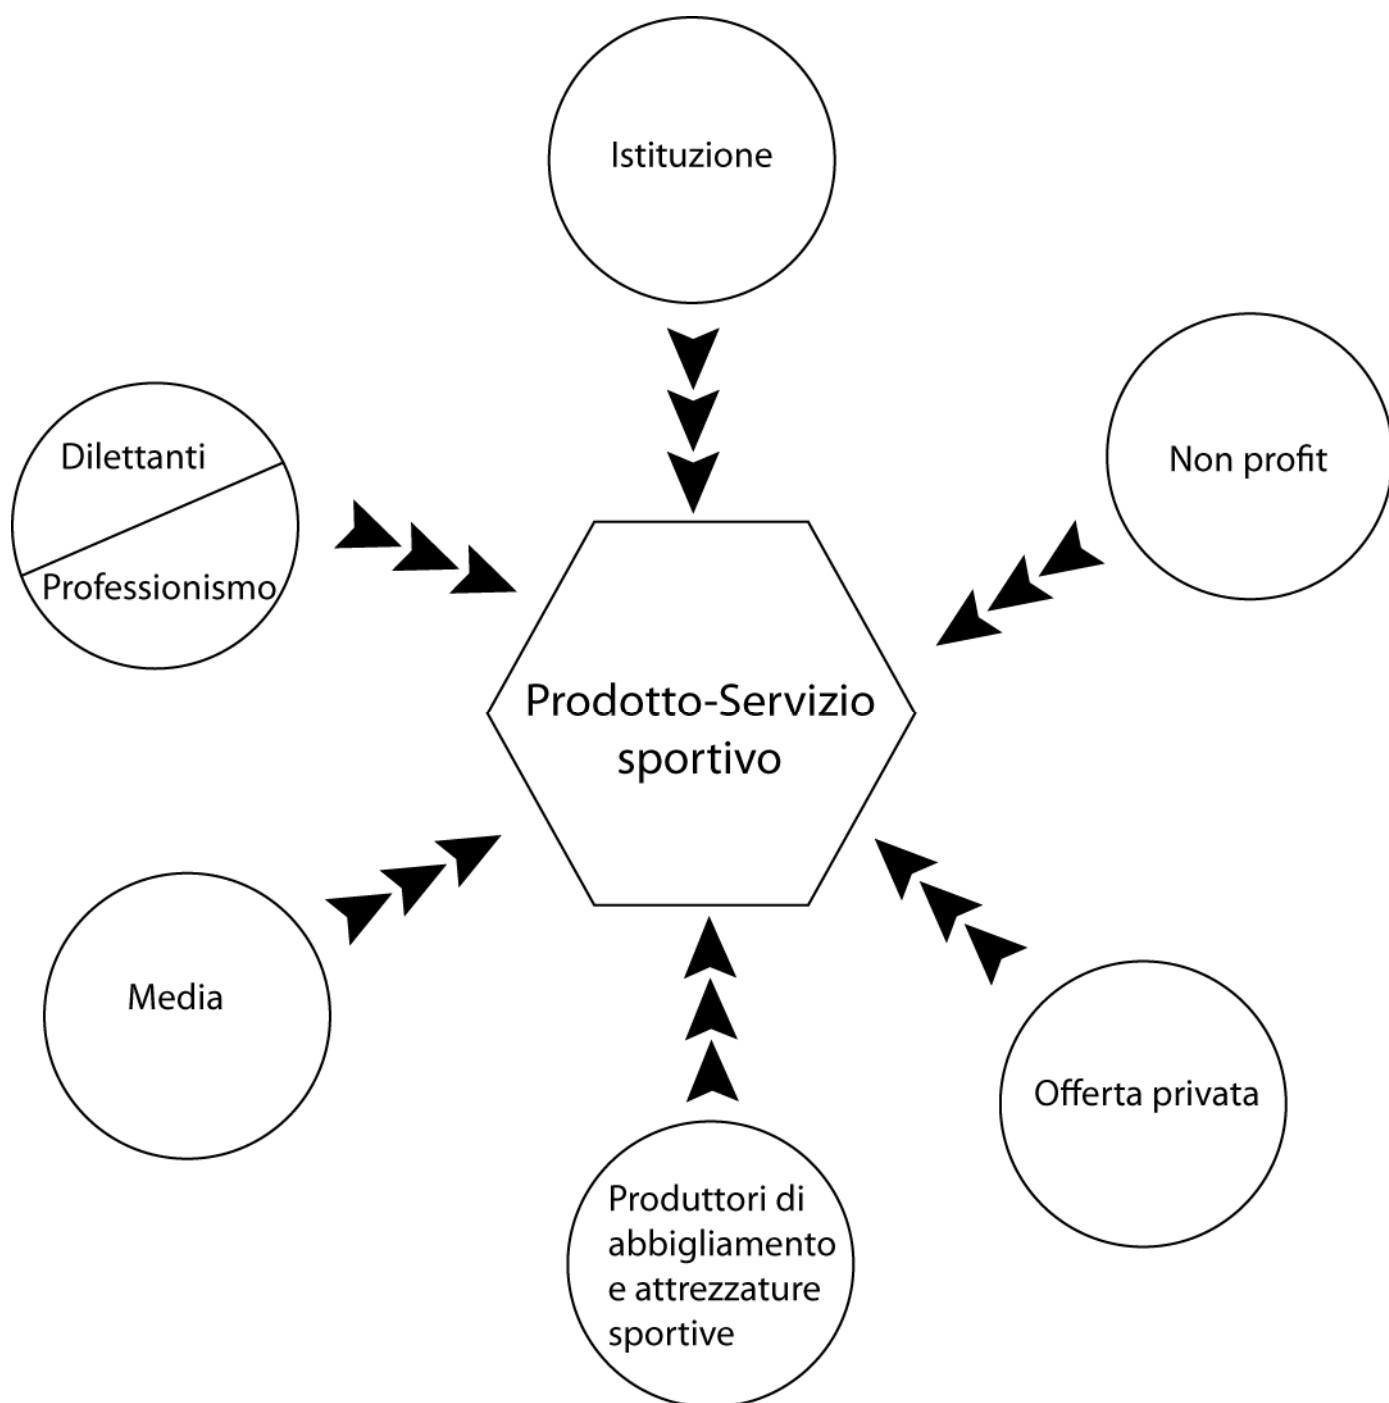 Istituzione
Dilettanti
Professionismo
Non profit
Prodotto-Servizio
sportivo
Media
Offerta privata
Produttori di
abbigliamento
e attrezzature
sportive